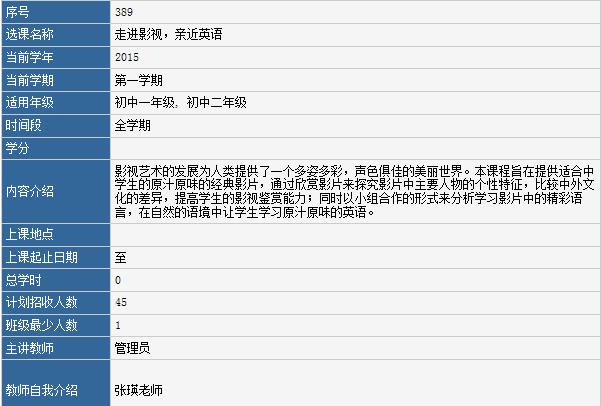 序号 389
选课名称 走进影视，亲近英语
当前学年 2015
当前学期 第一学期
适用年级 初中一年级, 初中二年级
时间段 全学期
学分
影视艺术的发展为人类提供了一个多姿多彩，声色俱佳的美丽世界。本课程旨在提供适合中
学生的原汁原味的经典影片，通过欣赏影片来探究影片中主要人物的个性特征，比较中外文
内容介绍 化的差异，提高学生的影视鉴赏能力；同时以小组合作的形式来分析学习影片中的精彩语
言，在自然的语境中让学生学习原汁原味的英语。
上课地点
上课起止日期 至
总学时 0
计划招收人数 45
班级最少人数 1
主讲教师 管理员
教师自我介绍 张瑛老师